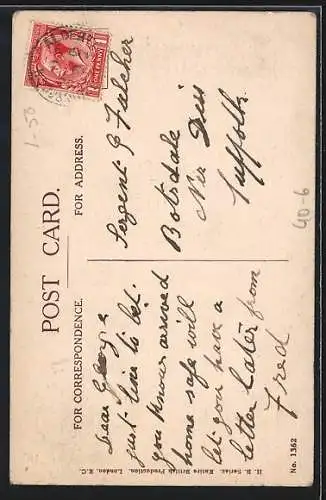 POST CARD.
FOR CORRESPONDENCE.
FOR ADDRESS.
Dear George
just line to let
you know arrived
home safe will
let you have a
letter later from
Fred
Sergent G Fulcher
Botesdale
Nr Diss
Suffolk
1-50
40-6
H. B. Series. Entire British Production. London. E.C.
No. 1362